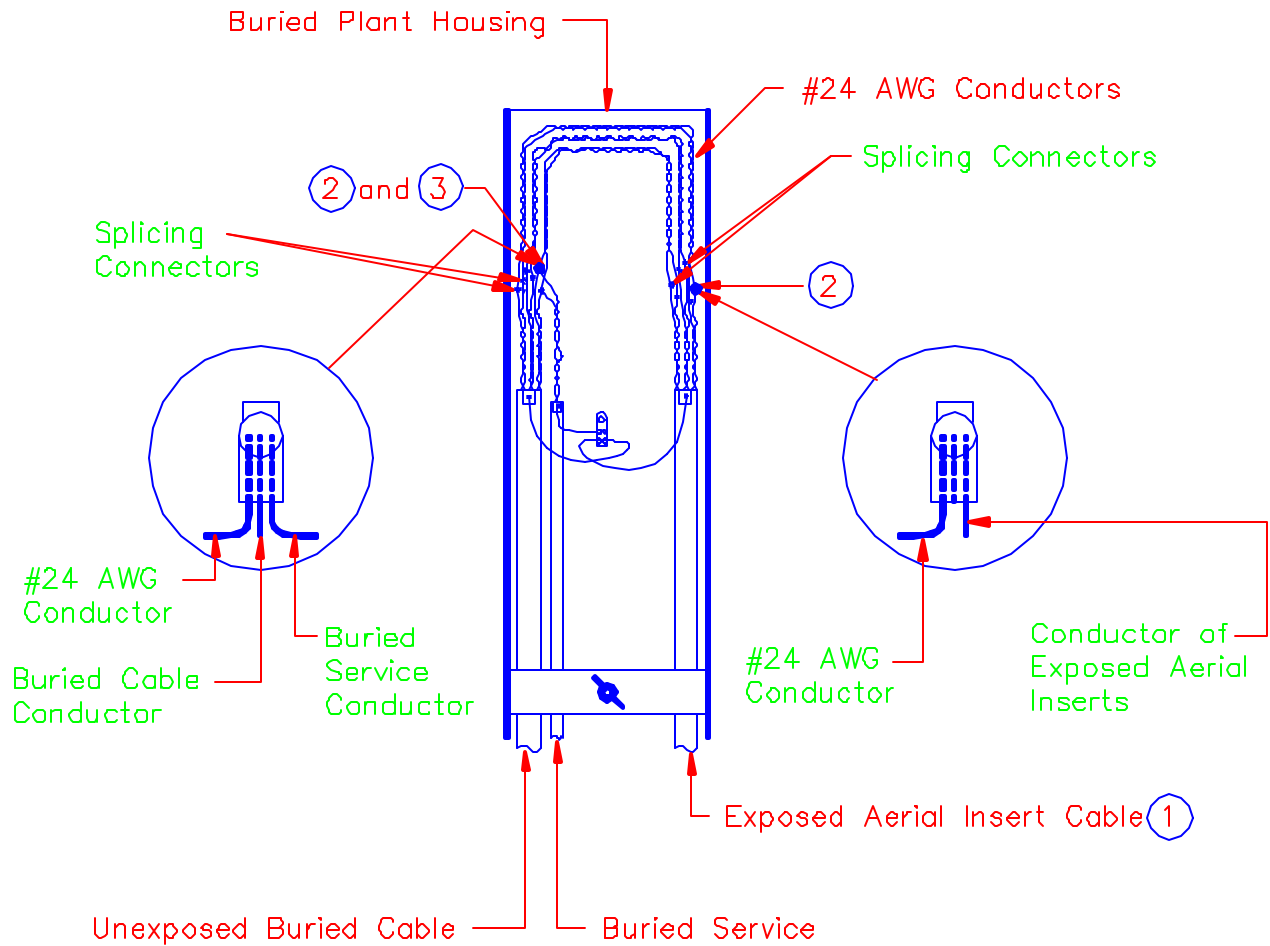 Buried Plant Housing
#24 AWG Conductors
Splicing Connectors
2 and 3
Splicing
Connectors
2
#24 AWG
Conductor
Buried Cable
Conductor
Buried
Service
Conductor
#24 AWG
Conductor
Conductor of
Exposed Aerial
Inserts
Exposed Aerial Insert Cable 1
Unexposed Buried Cable
Buried Service